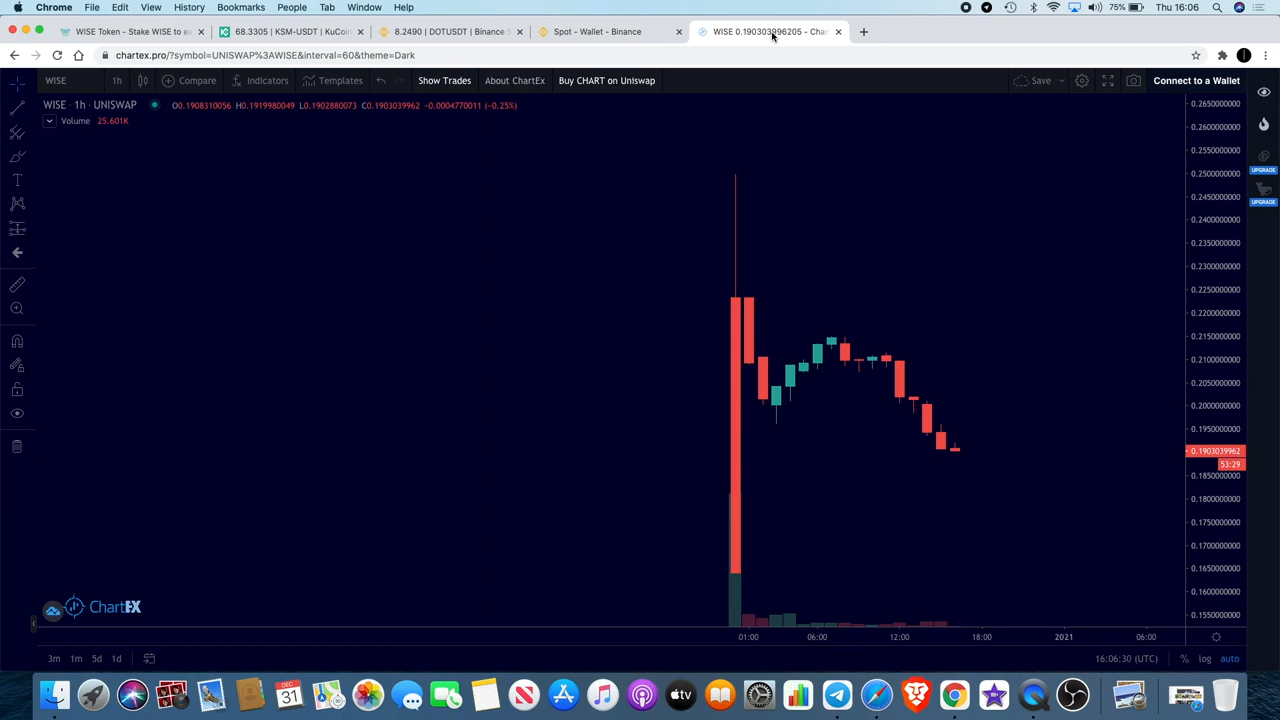 Chrome File Edit View History Bookmarks People Tab Window Help 75% Thu 16:06
WISE Token - Stake WISE to ea 68.3305 | KSM-USDT | KuCoin 8.2490 | DOTUSDT | Binance Spot - Wallet - Binance WISE 0.190303996205 - Char
chartex.pro/?symbol=UNISWAP%3AWISE&interval=60&theme=Dark
WISE 1h Compare Indicators Templates Show Trades About ChartEx Buy CHART on Uniswap Save Connect to a Wallet
WISE · 1h · UNISWAP O0.1908310056 H0.1919980049 L0.1902880073 C0.1903039962 −0.0004770011 (−0.25%)
Volume 25.601K
0.2650000000
0.2600000000
0.2550000000
0.2500000000
0.2450000000
0.2400000000
0.2350000000
0.2300000000
0.2250000000
0.2200000000
0.2150000000
0.2100000000
0.2050000000
0.2000000000
0.1950000000
0.1903039962
53:29
0.1850000000
0.1800000000
0.1750000000
0.1700000000
0.1650000000
0.1600000000
0.1550000000
UPGRADE
UPGRADE
ChartEX
01:00 06:00 12:00 18:00 2021 06:00
3m 1m 5d 1d 16:06:30 (UTC) % log auto
DEC
31
tv